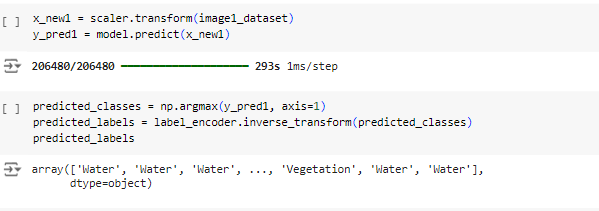 [ ] x_new1 = scaler.transform(image1_dataset)
y_pred1 = model.predict(x_new1)
206480/206480 ━━━━━━━━━━━━━━━━━━━━ 293s 1ms/step
[ ] predicted_classes = np.argmax(y_pred1, axis=1)
predicted_labels = label_encoder.inverse_transform(predicted_classes)
predicted_labels
array(['Water', 'Water', 'Water', ..., 'Vegetation', 'Water', 'Water'],
dtype=object)